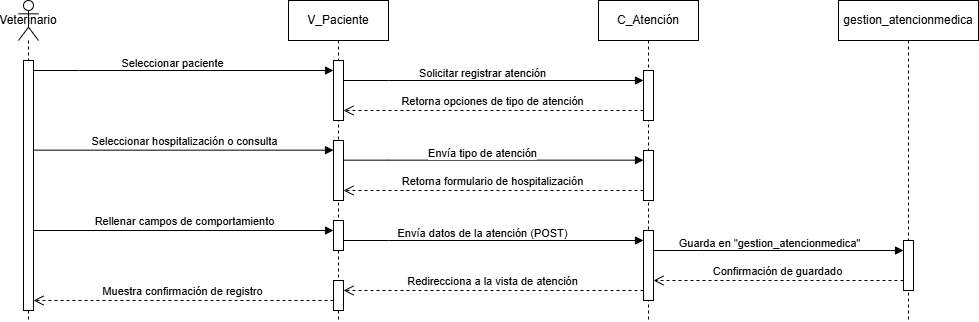 Veterinario
V_Paciente
C_Atención
gestion_atencionmedica
Seleccionar paciente
Solicitar registrar atención
Retorna opciones de tipo de atención
Seleccionar hospitalización o consulta
Envía tipo de atención
Retorna formulario de hospitalización
Rellenar campos de comportamiento
Envía datos de la atención (POST)
Guarda en "gestion_atencionmedica"
Confirmación de guardado
Redirecciona a la vista de atención
Muestra confirmación de registro